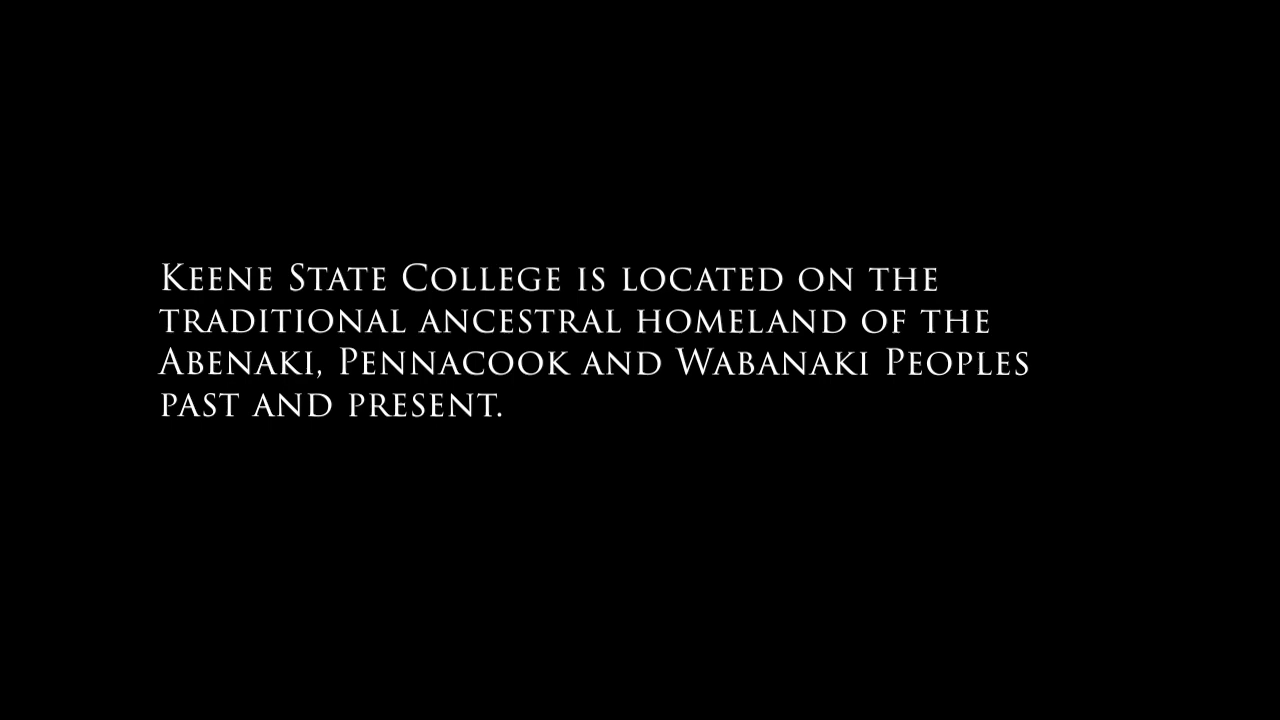 Keene State College is located on the
traditional ancestral homeland of the
Abenaki, Pennacook and Wabanaki Peoples
past and present.